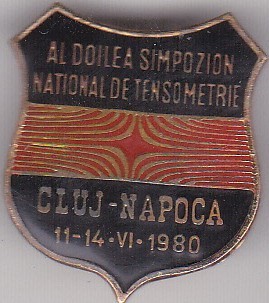 AL DOILEA SIMPOZION
NATIONAL DE TENSOMETRIE
CLUJ-NAPOCA
11-14·VI·1980